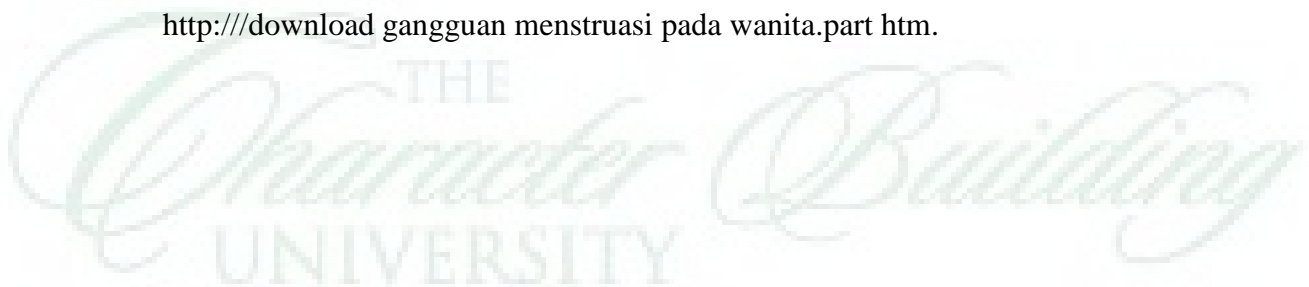 http:///download gangguan menstruasi pada wanita.part htm.
THE
Character Building
UNIVERSITY